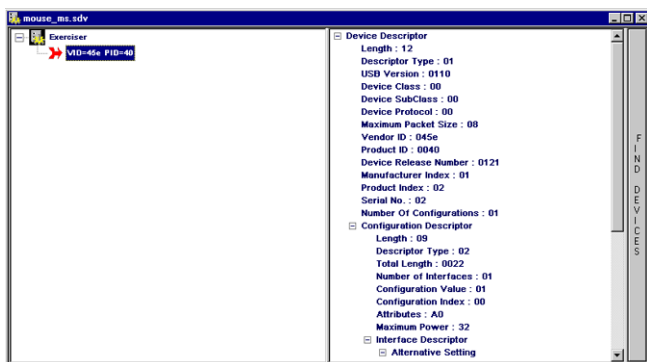 mouse_ms.sdv
Exerciser
VID=45e PID=40
Device Descriptor
Length : 12
Descriptor Type : 01
USB Version : 0110
Device Class : 00
Device SubClass : 00
Device Protocol : 00
Maximum Packet Size : 08
Vendor ID : 045e
Product ID : 0040
Device Release Number : 0121
Manufacturer Index : 01
Product Index : 02
Serial No. : 02
Number Of Configurations : 01
Configuration Descriptor
Length : 09
Descriptor Type : 02
Total Length : 0022
Number of Interfaces : 01
Configuration Value : 01
Configuration Index : 00
Attributes : A0
Maximum Power : 32
Interface Descriptor
Alternative Setting
FIND DEVICES